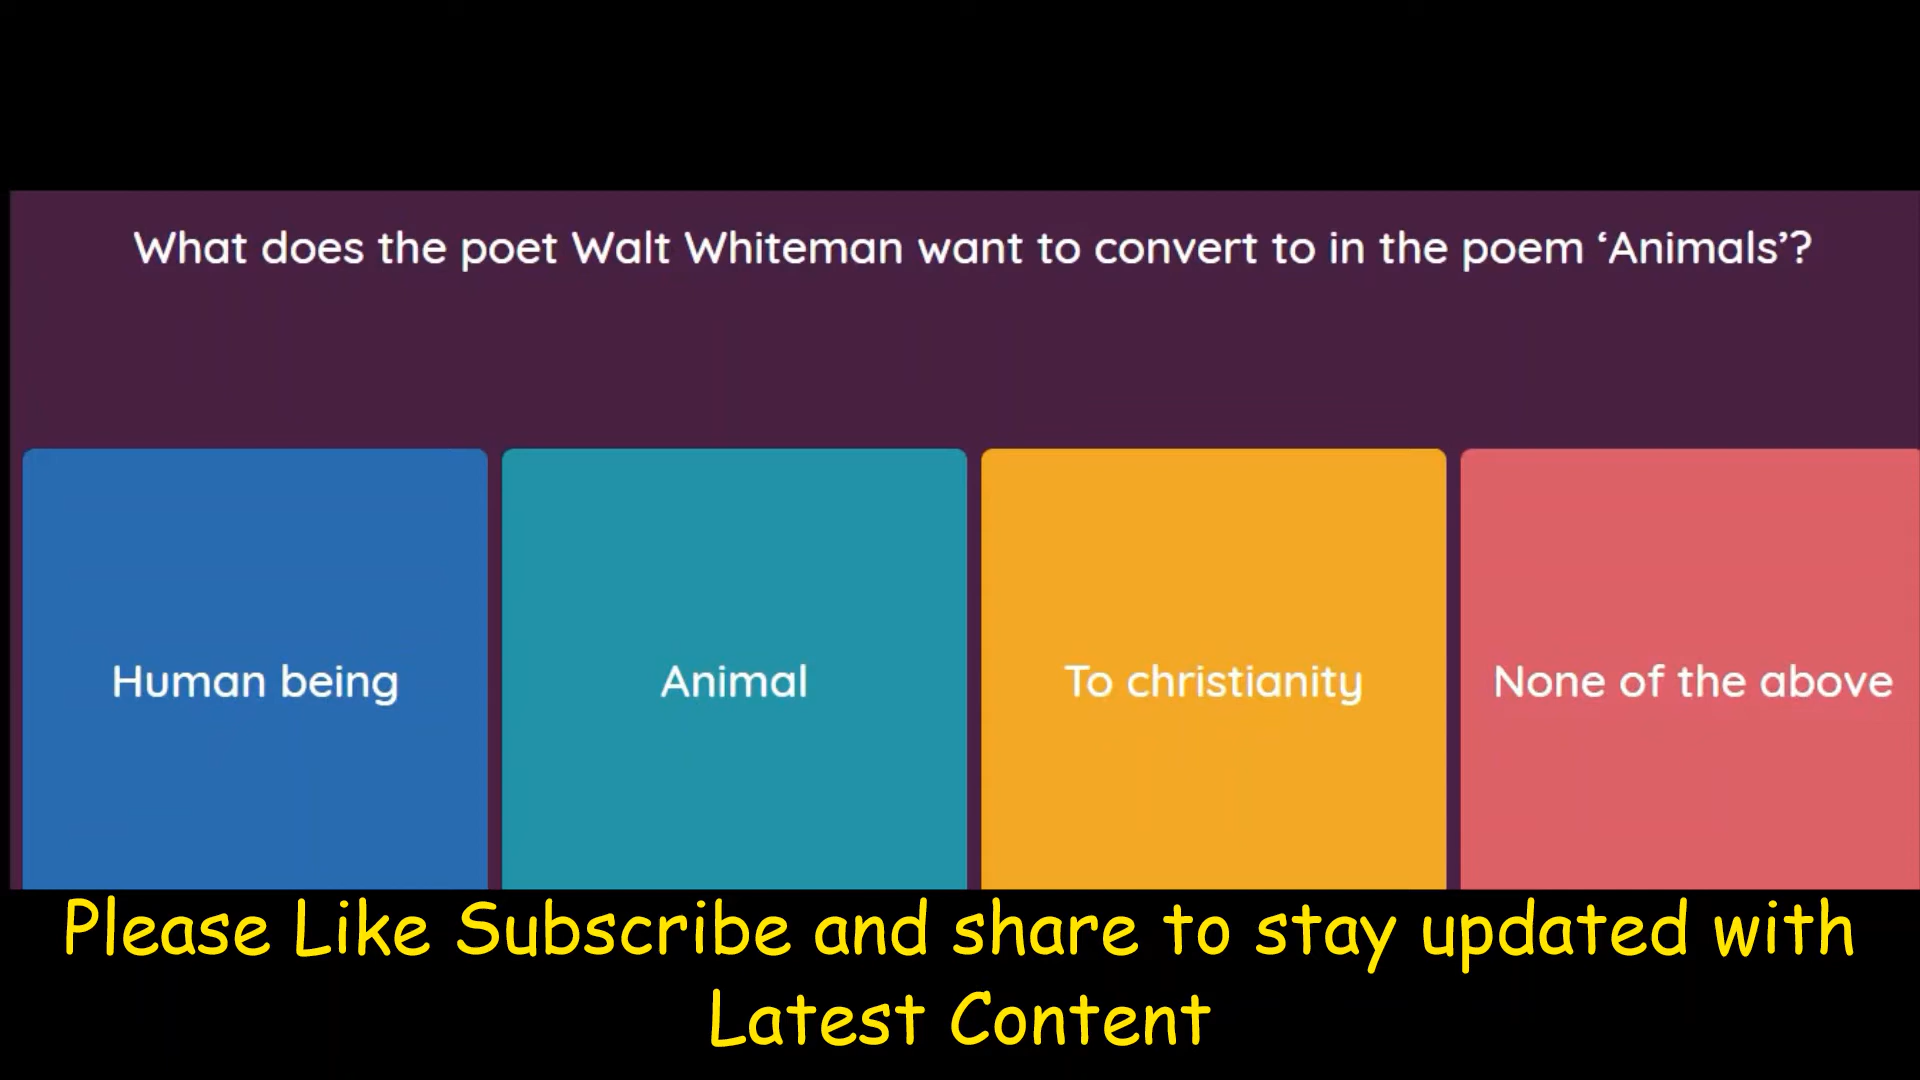 What does the poet Walt Whiteman want to convert to in the poem ‘Animals’?
Human being
Animal
To christianity
None of the above
Please Like Subscribe and share to stay updated with
Latest Content